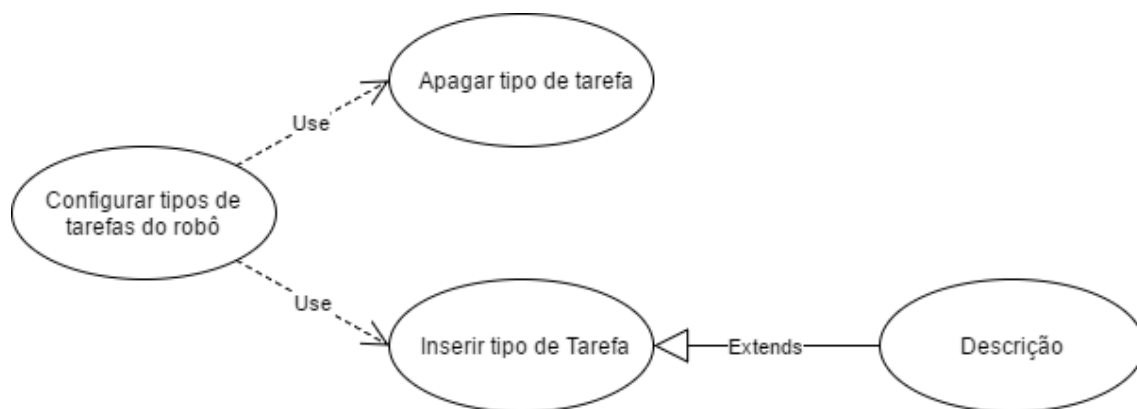 Apagar tipo de tarefa
Use
Configurar tipos de
tarefas do robô
Use
Inserir tipo de Tarefa
Extends
Descrição